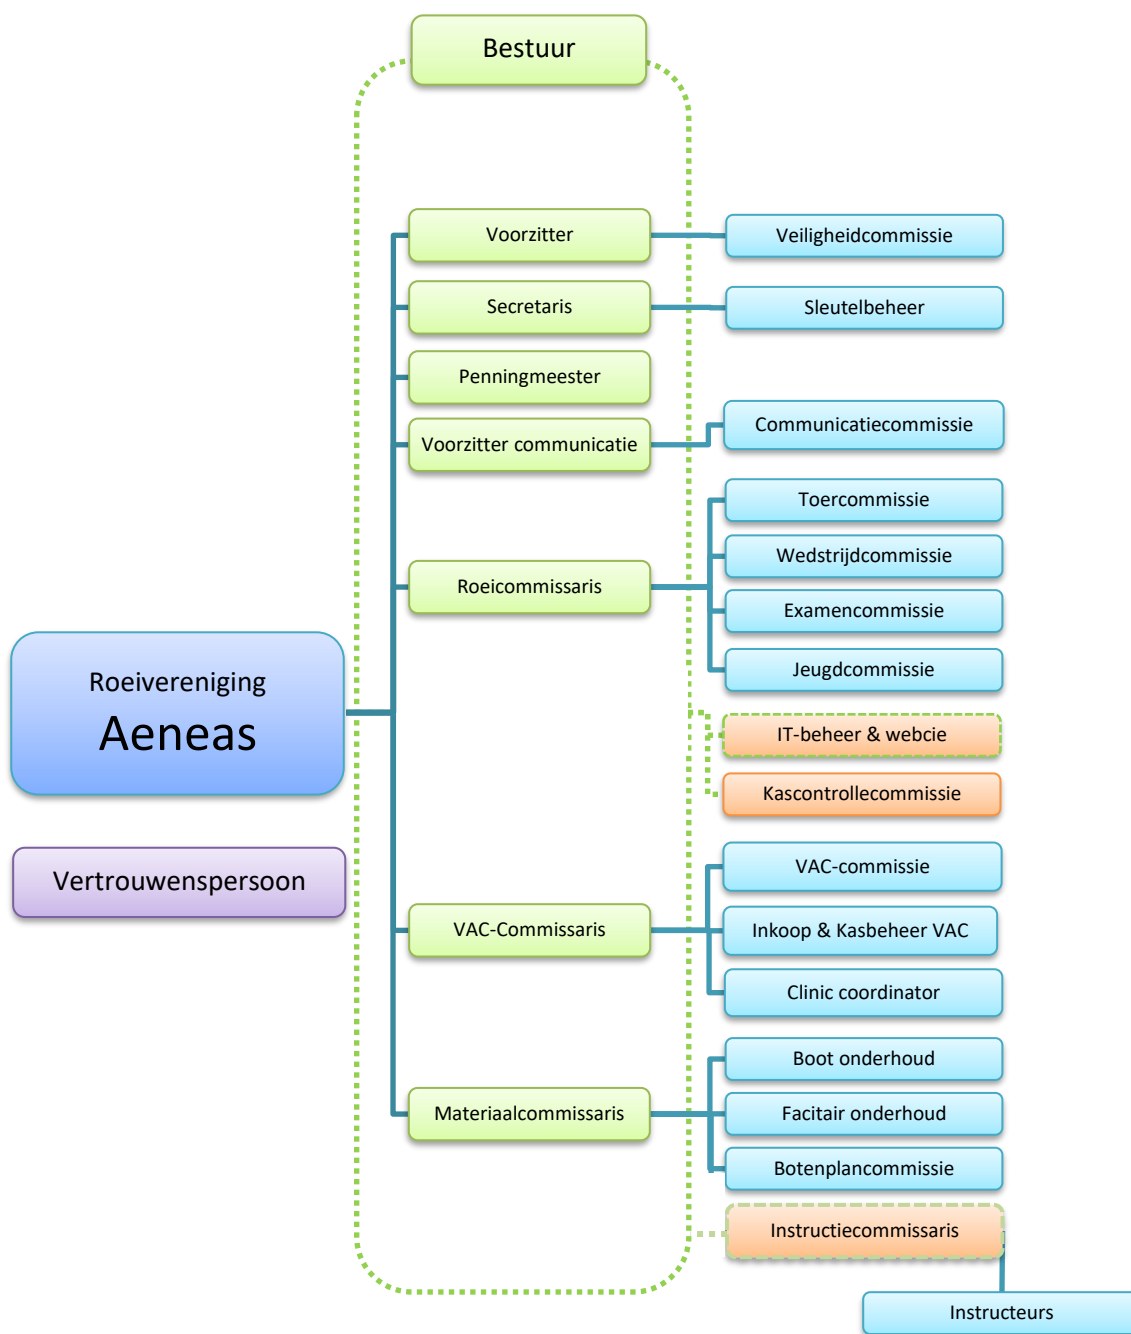 Bestuur
Voorzitter
Veiligheidcommissie
Secretaris
Sleutelbeheer
Penningmeester
Voorzitter communicatie
Communicatiecommissie
Toercommissie
Wedstrijdcommissie
Roeicommissaris
Examencommissie
Jeugdcommissie
Roeivereniging
Aeneas
IT-beheer & webcie
Kascontrollecommissie
Vertrouwenspersoon
VAC-commissie
VAC-Commissaris
Inkoop & Kasbeheer VAC
Clinic coordinator
Boot onderhoud
Materiaalcommissaris
Facitair onderhoud
Botenplancommissie
Instructiecommissaris
Instructeurs